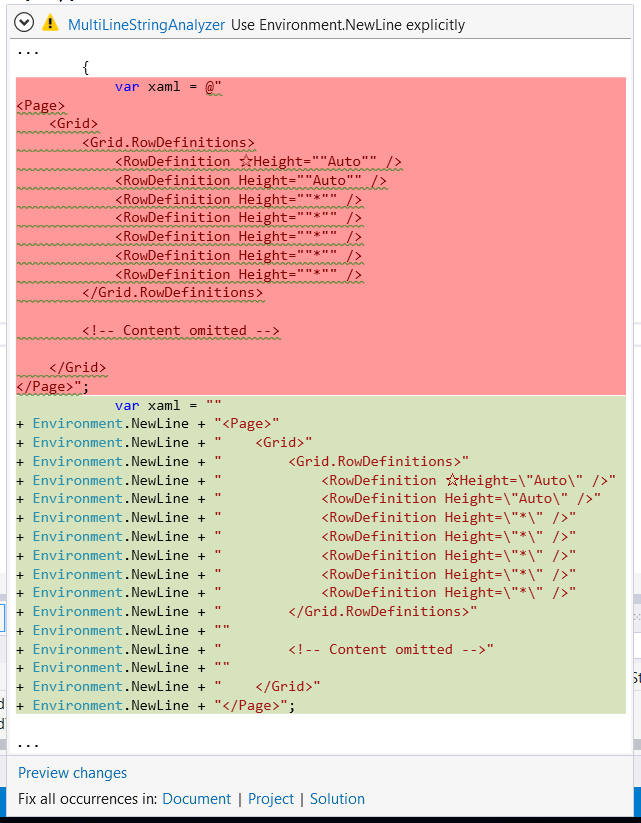 MultiLineStringAnalyzer Use Environment.NewLine explicitly
...
        {
            var xaml = @"
<Page>
    <Grid>
        <Grid.RowDefinitions>
            <RowDefinition ☆Height=""Auto"" />
            <RowDefinition Height=""Auto"" />
            <RowDefinition Height=""*"" />
            <RowDefinition Height=""*"" />
            <RowDefinition Height=""*"" />
            <RowDefinition Height=""*"" />
            <RowDefinition Height=""*"" />
        </Grid.RowDefinitions>

        <!-- Content omitted -->

    </Grid>
</Page>";
            var xaml = ""
+ Environment.NewLine + "<Page>"
+ Environment.NewLine + "    <Grid>"
+ Environment.NewLine + "        <Grid.RowDefinitions>"
+ Environment.NewLine + "            <RowDefinition ☆Height=\"Auto\" />"
+ Environment.NewLine + "            <RowDefinition Height=\"Auto\" />"
+ Environment.NewLine + "            <RowDefinition Height=\"*\" />"
+ Environment.NewLine + "            <RowDefinition Height=\"*\" />"
+ Environment.NewLine + "            <RowDefinition Height=\"*\" />"
+ Environment.NewLine + "            <RowDefinition Height=\"*\" />"
+ Environment.NewLine + "            <RowDefinition Height=\"*\" />"
+ Environment.NewLine + "        </Grid.RowDefinitions>"
+ Environment.NewLine + ""
+ Environment.NewLine + "        <!-- Content omitted -->"
+ Environment.NewLine + ""
+ Environment.NewLine + "    </Grid>"
+ Environment.NewLine + "</Page>";
...
Preview changes
Fix all occurrences in: Document | Project | Solution